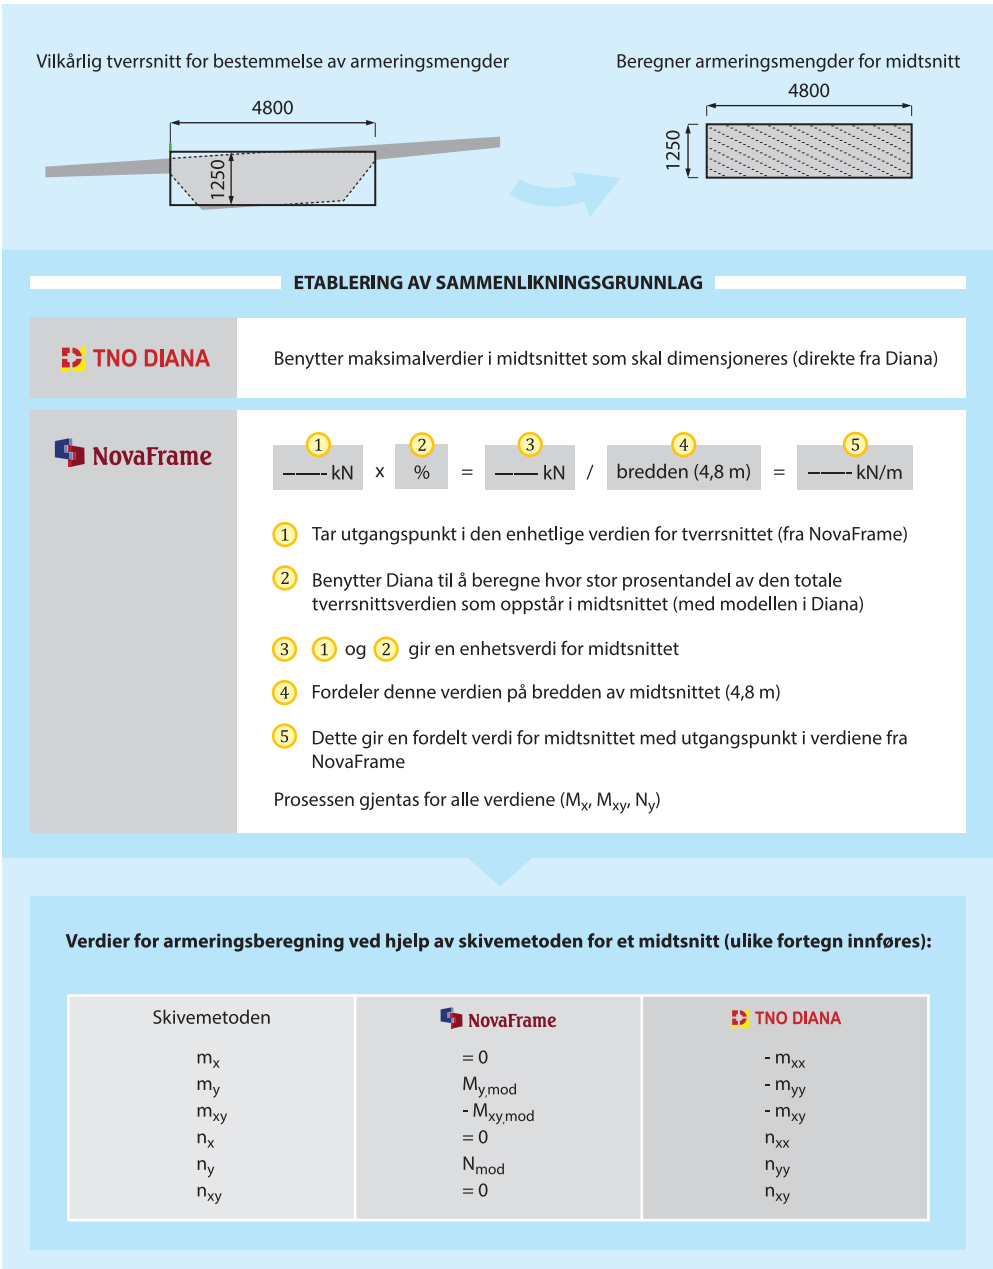 Vilkårlig tverrsnitt for bestemmelse av armeringsmengder
Beregner armeringsmengder for midtsnitt
4800
1250
4800
1250
ETABLERING AV SAMMENLIKNINGSGRUNNLAG
TNO DIANA
Benytter maksimalverdier i midtsnittet som skal dimensjoneres (direkte fra Diana)
NovaFrame
1 2 3 4 5
——— kN x % = ——— kN / bredden (4,8 m) = ——— kN/m
1 Tar utgangspunkt i den enhetlige verdien for tverrsnittet (fra NovaFrame)
2 Benytter Diana til å beregne hvor stor prosentandel av den totale
tverrsnittsverdien som oppstår i midtsnittet (med modellen i Diana)
3 1 og 2 gir en enhetsverdi for midtsnittet
4 Fordeler denne verdien på bredden av midtsnittet (4,8 m)
5 Dette gir en fordelt verdi for midtsnittet med utgangspunkt i verdiene fra
NovaFrame
Prosessen gjentas for alle verdiene (Mx, Mxy, Ny)
Verdier for armeringsberegning ved hjelp av skivemetoden for et midtsnitt (ulike fortegn innføres):
Skivemetoden NovaFrame TNO DIANA
mx = 0 - mxx
my My,mod - myy
mxy - Mxy,mod - mxy
nx = 0 nxx
ny Nmod nyy
nxy = 0 nxy